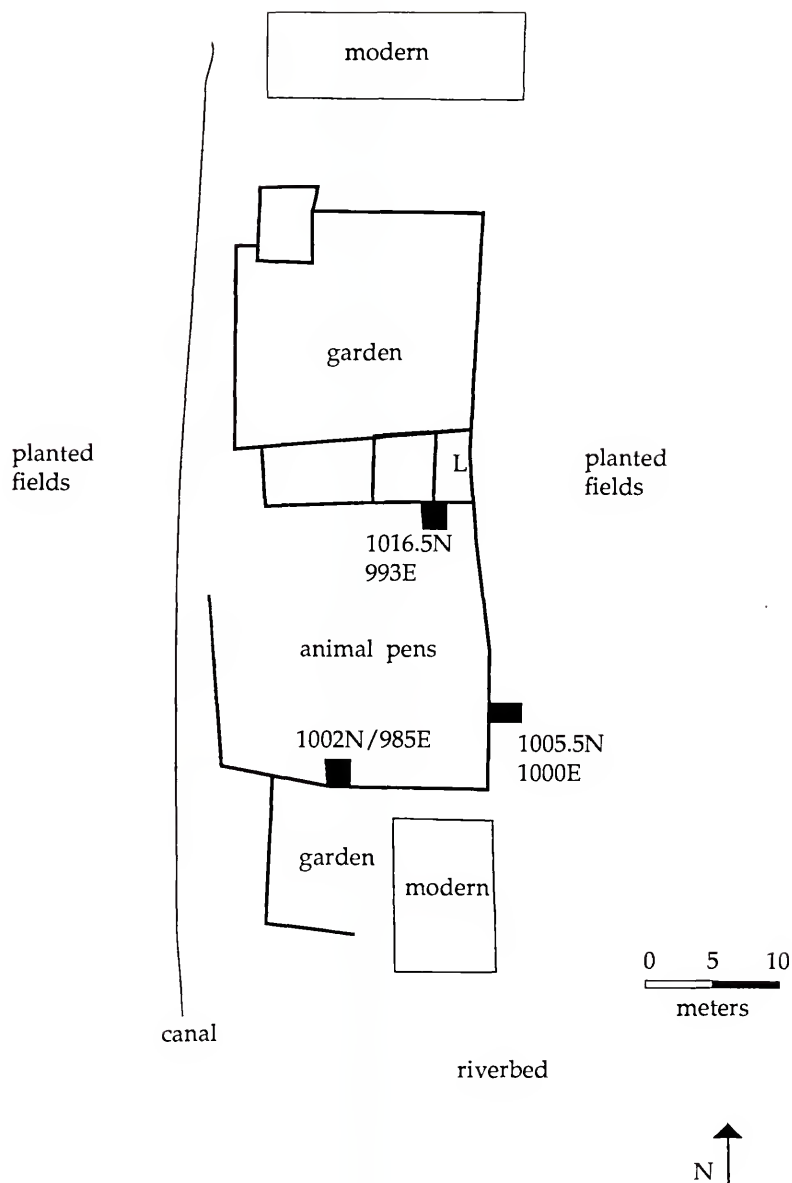 modern
garden
planted
fields
L
planted
fields
1016.5N
993E
animal pens
1002N/985E
1005.5N
1000E
garden
modern
0 5 10
meters
canal
riverbed
N